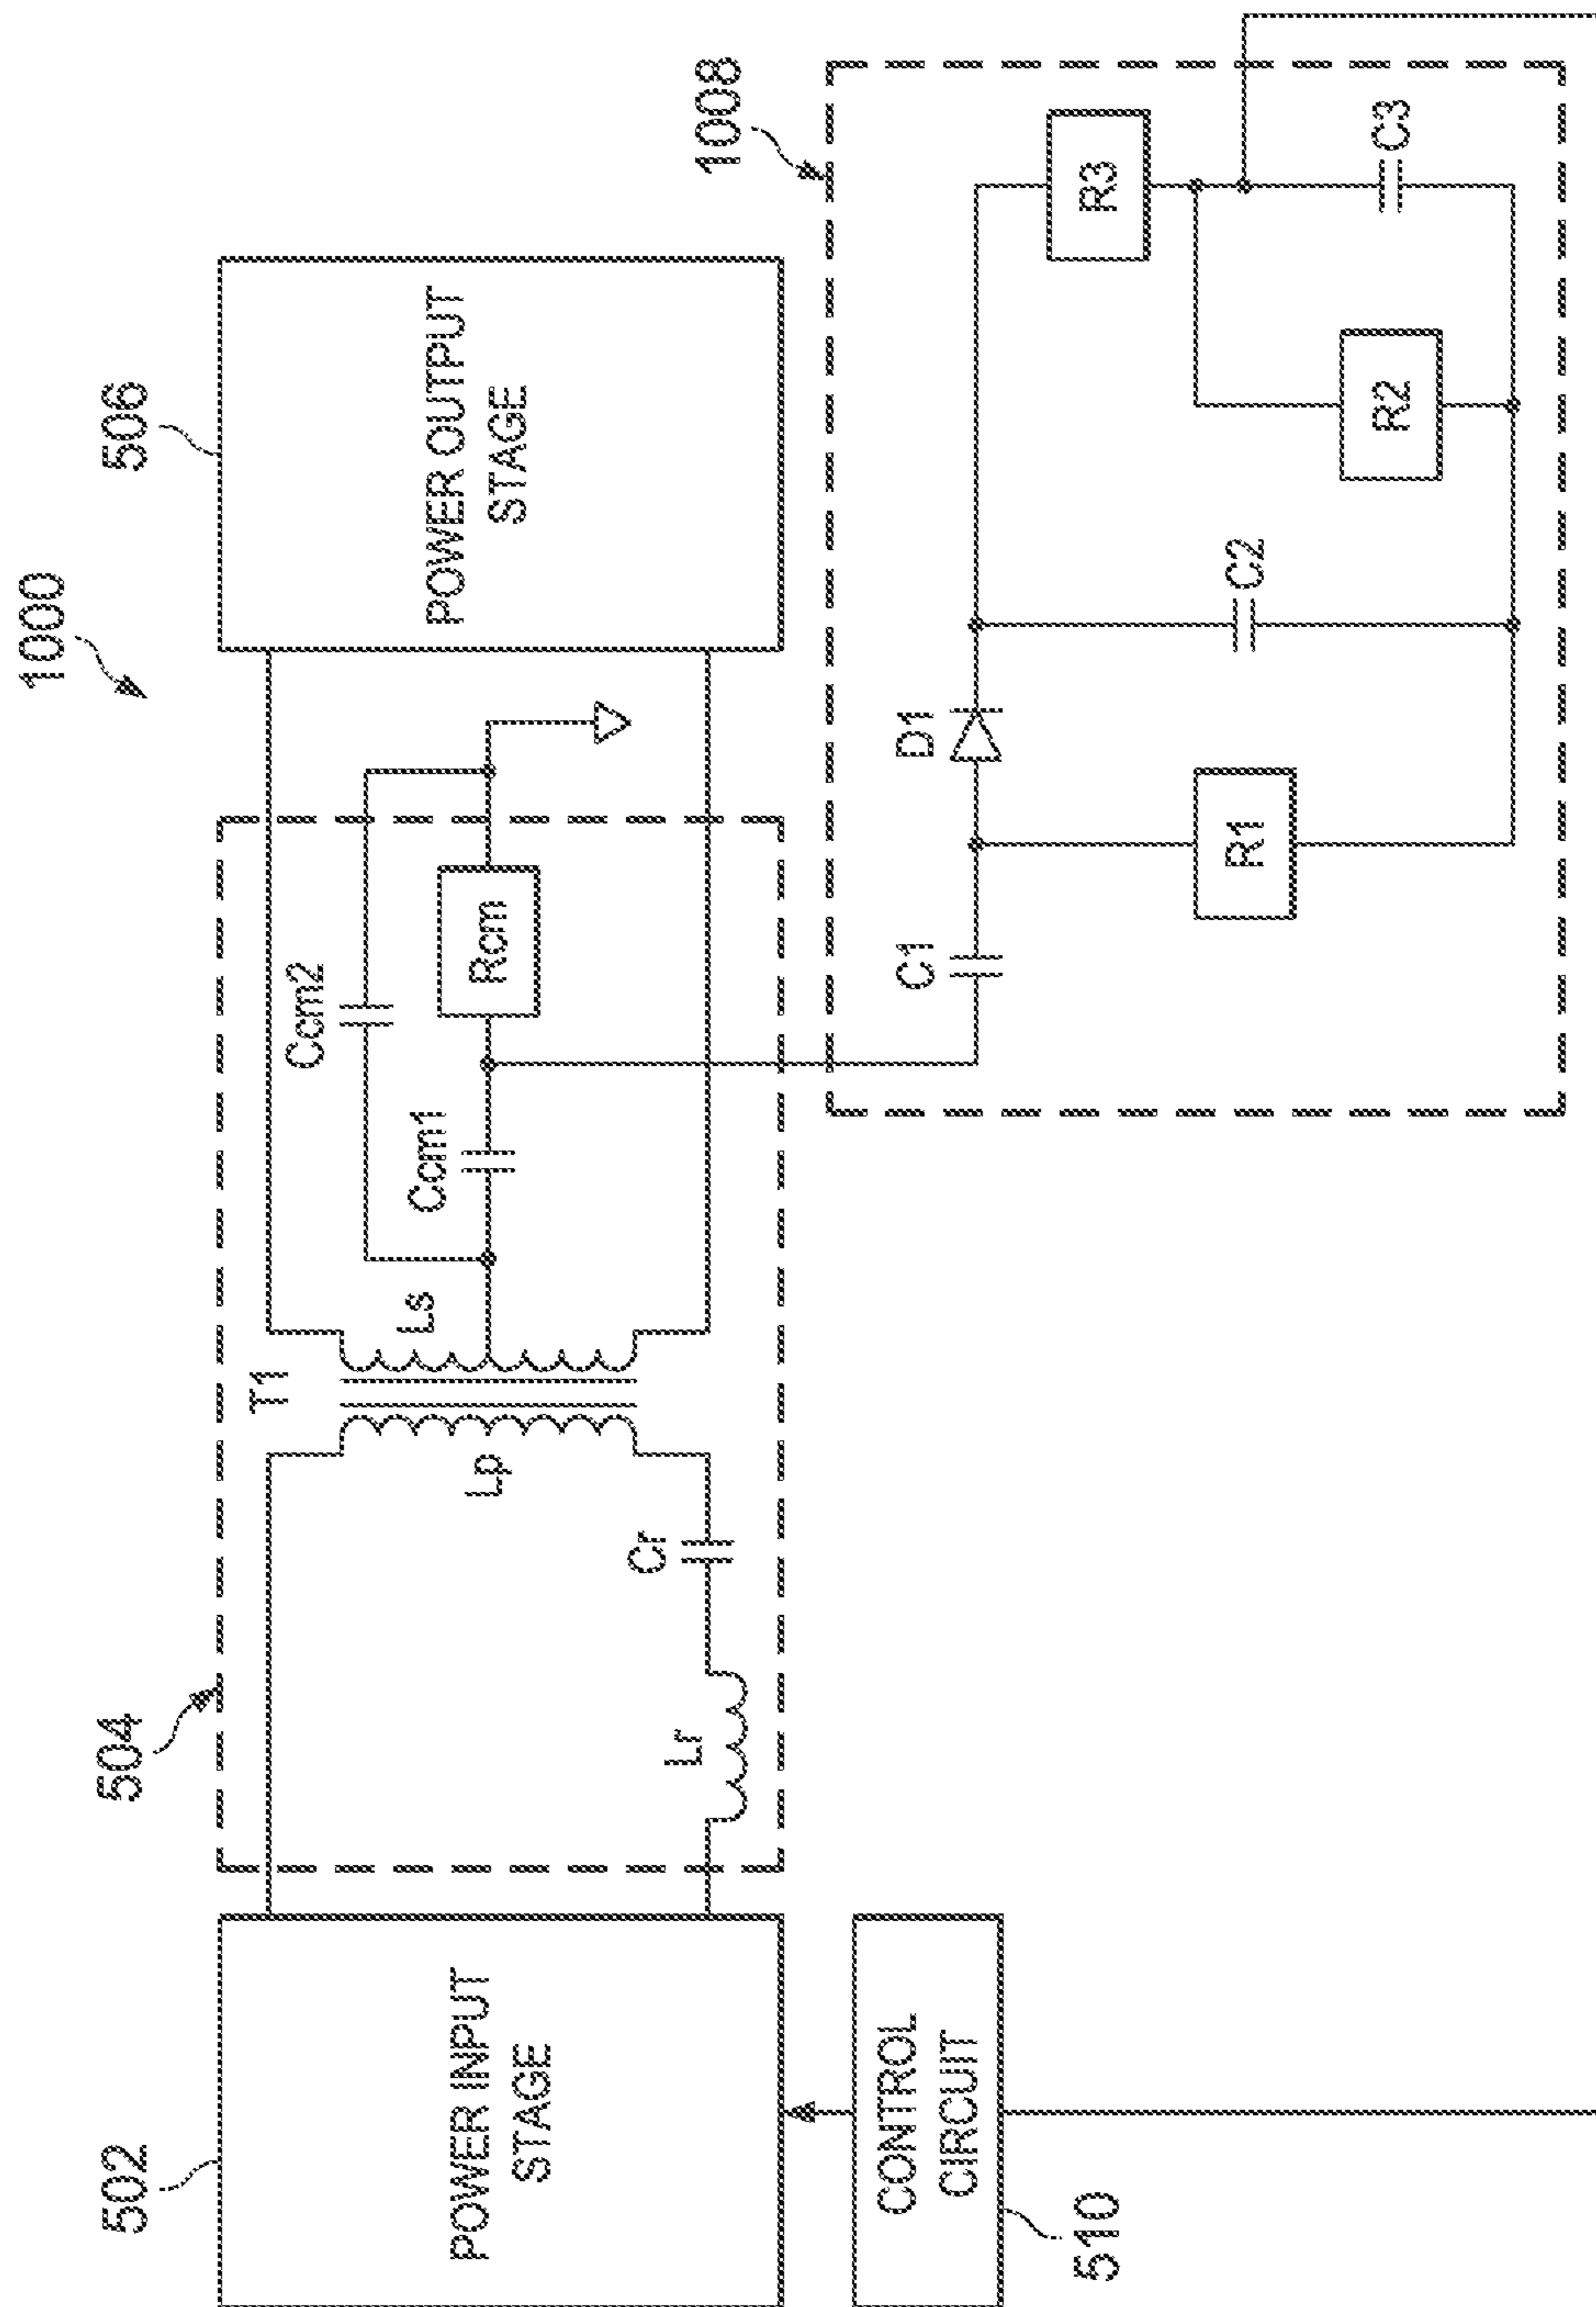 1000
502
POWER INPUT
STAGE
504
Lr
Cr
Lp
T1
Ls
Ccm1
Ccm2
Rcm
506
POWER OUTPUT
STAGE
510
CONTROL
CIRCUIT
1008
C1
D1
R1
C2
R2
R3
C3